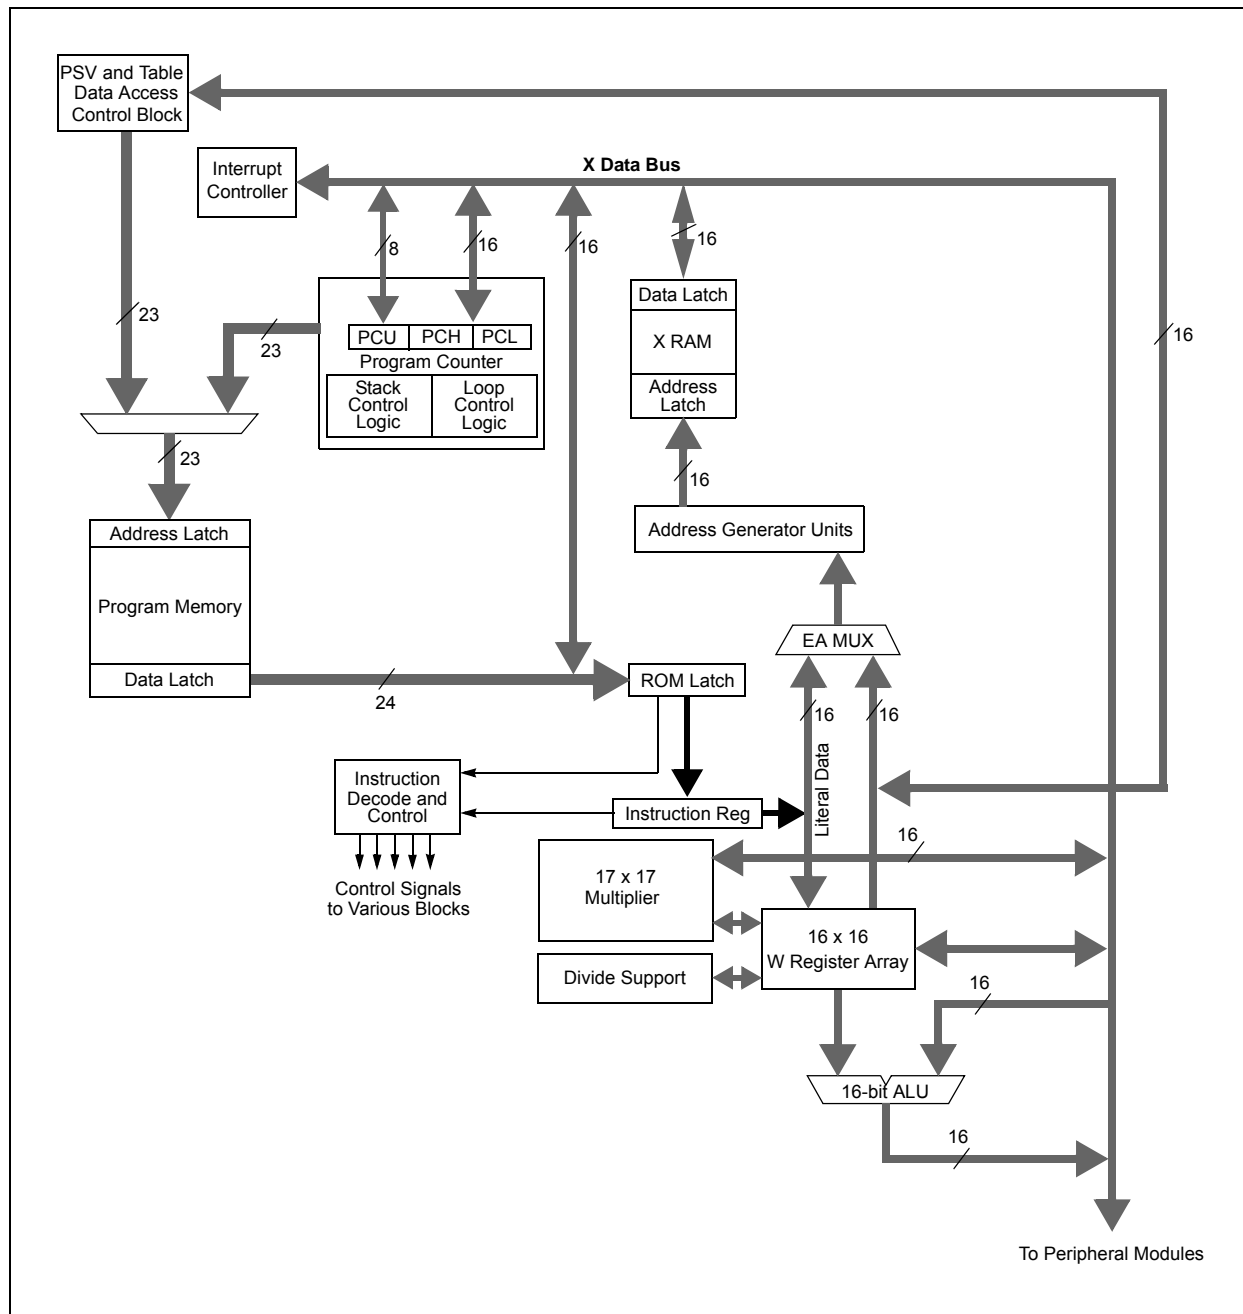 PSV and Table
Data Access
Control Block
Interrupt
Controller
X Data Bus
8
16
16
16
23
23
16
PCU
PCH
PCL
Program Counter
Stack
Control
Logic
Loop
Control
Logic
Data Latch
X RAM
Address
Latch
23
16
Address Latch
Program Memory
Data Latch
Address Generator Units
EA MUX
24
ROM Latch
16
16
Literal Data
Instruction
Decode and
Control
Instruction Reg
Control Signals
to Various Blocks
17 x 17
Multiplier
16
16 x 16
W Register Array
Divide Support
16
16-bit ALU
16
To Peripheral Modules